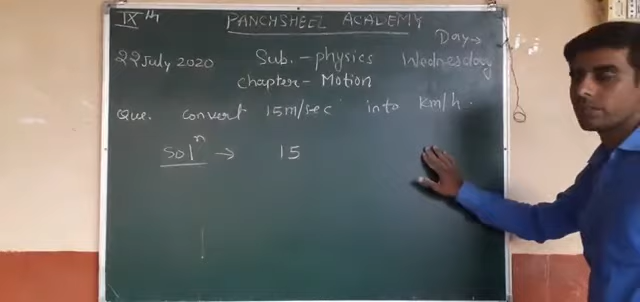 IXth PANCHSHEEL ACADEMY
Day→
22 July 2020 Sub. - physics Wednesday
chapter- Motion
Que. convert 15m/sec into km/h.
Solⁿ → 15